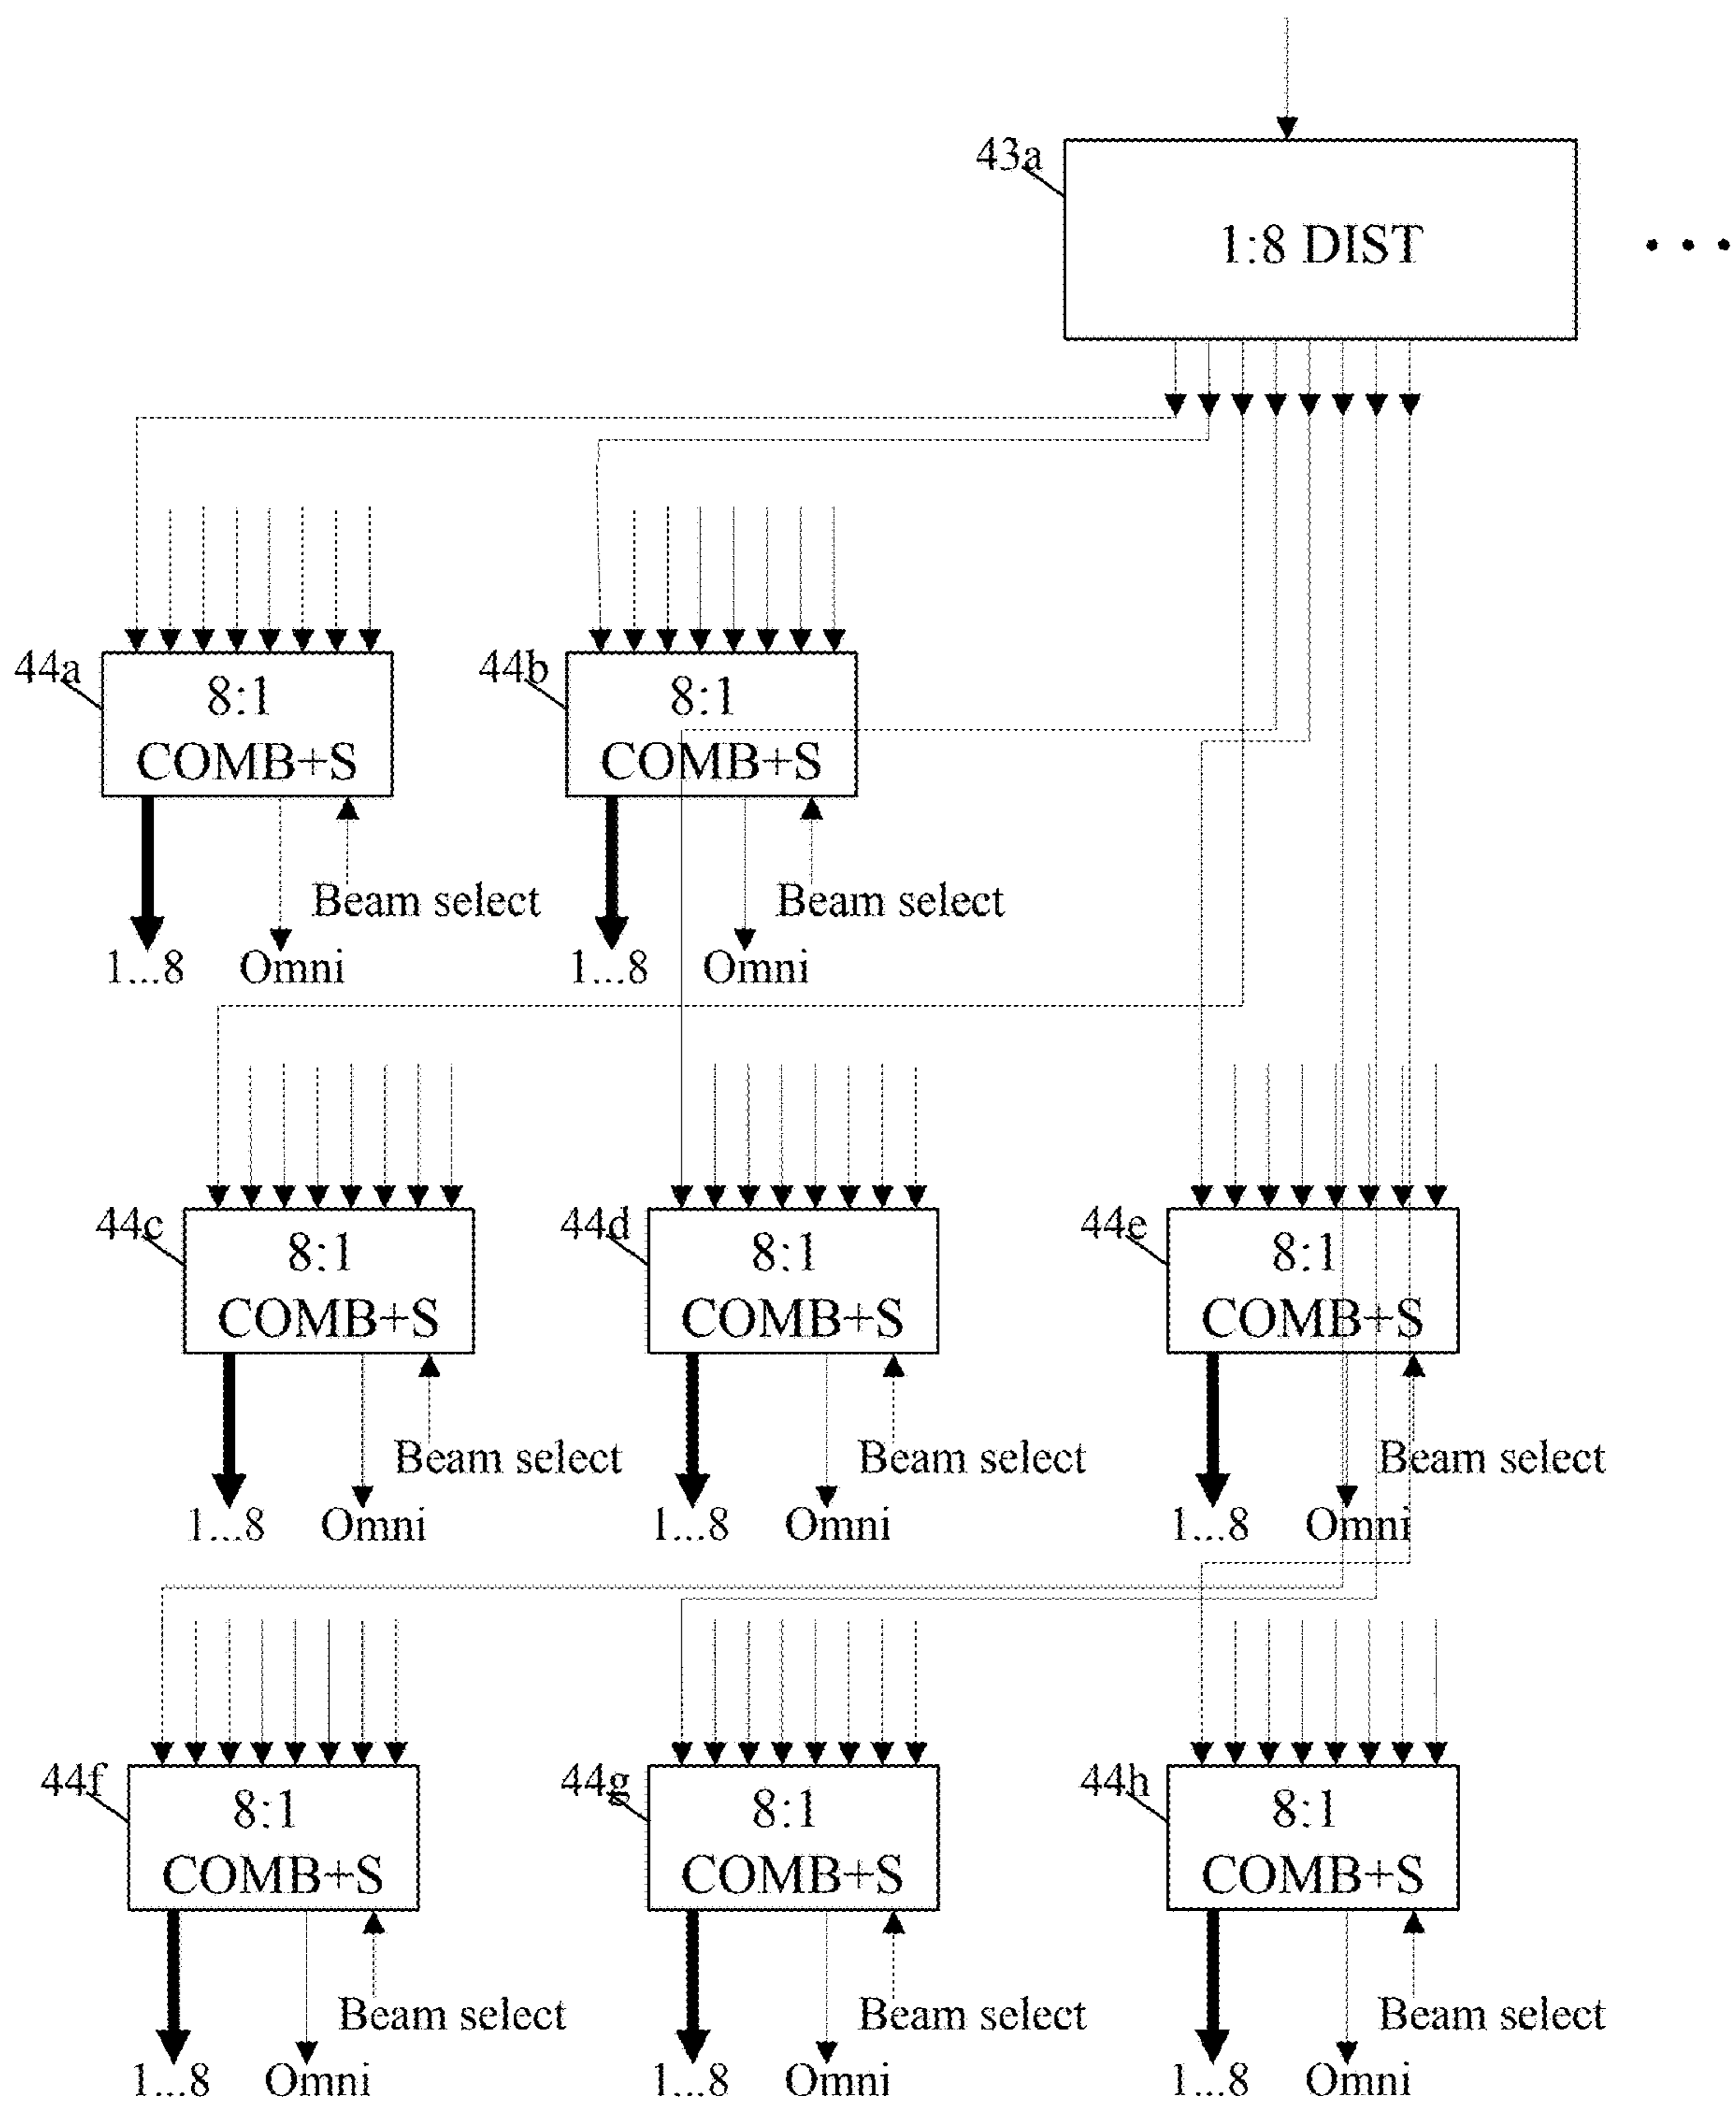 43a
1:8 DIST
...
44a
8:1
COMB+S
44b
8:1
COMB+S
Beam select
Beam select
1...8
Omni
1...8
Omni
44c
8:1
COMB+S
44d
8:1
COMB+S
44e
8:1
COMB+S
Beam select
Beam select
Beam select
1...8
Omni
1...8
Omni
1...8
Omni
44f
8:1
COMB+S
44g
8:1
COMB+S
44h
8:1
COMB+S
Beam select
Beam select
Beam select
1...8
Omni
1...8
Omni
1...8
Omni